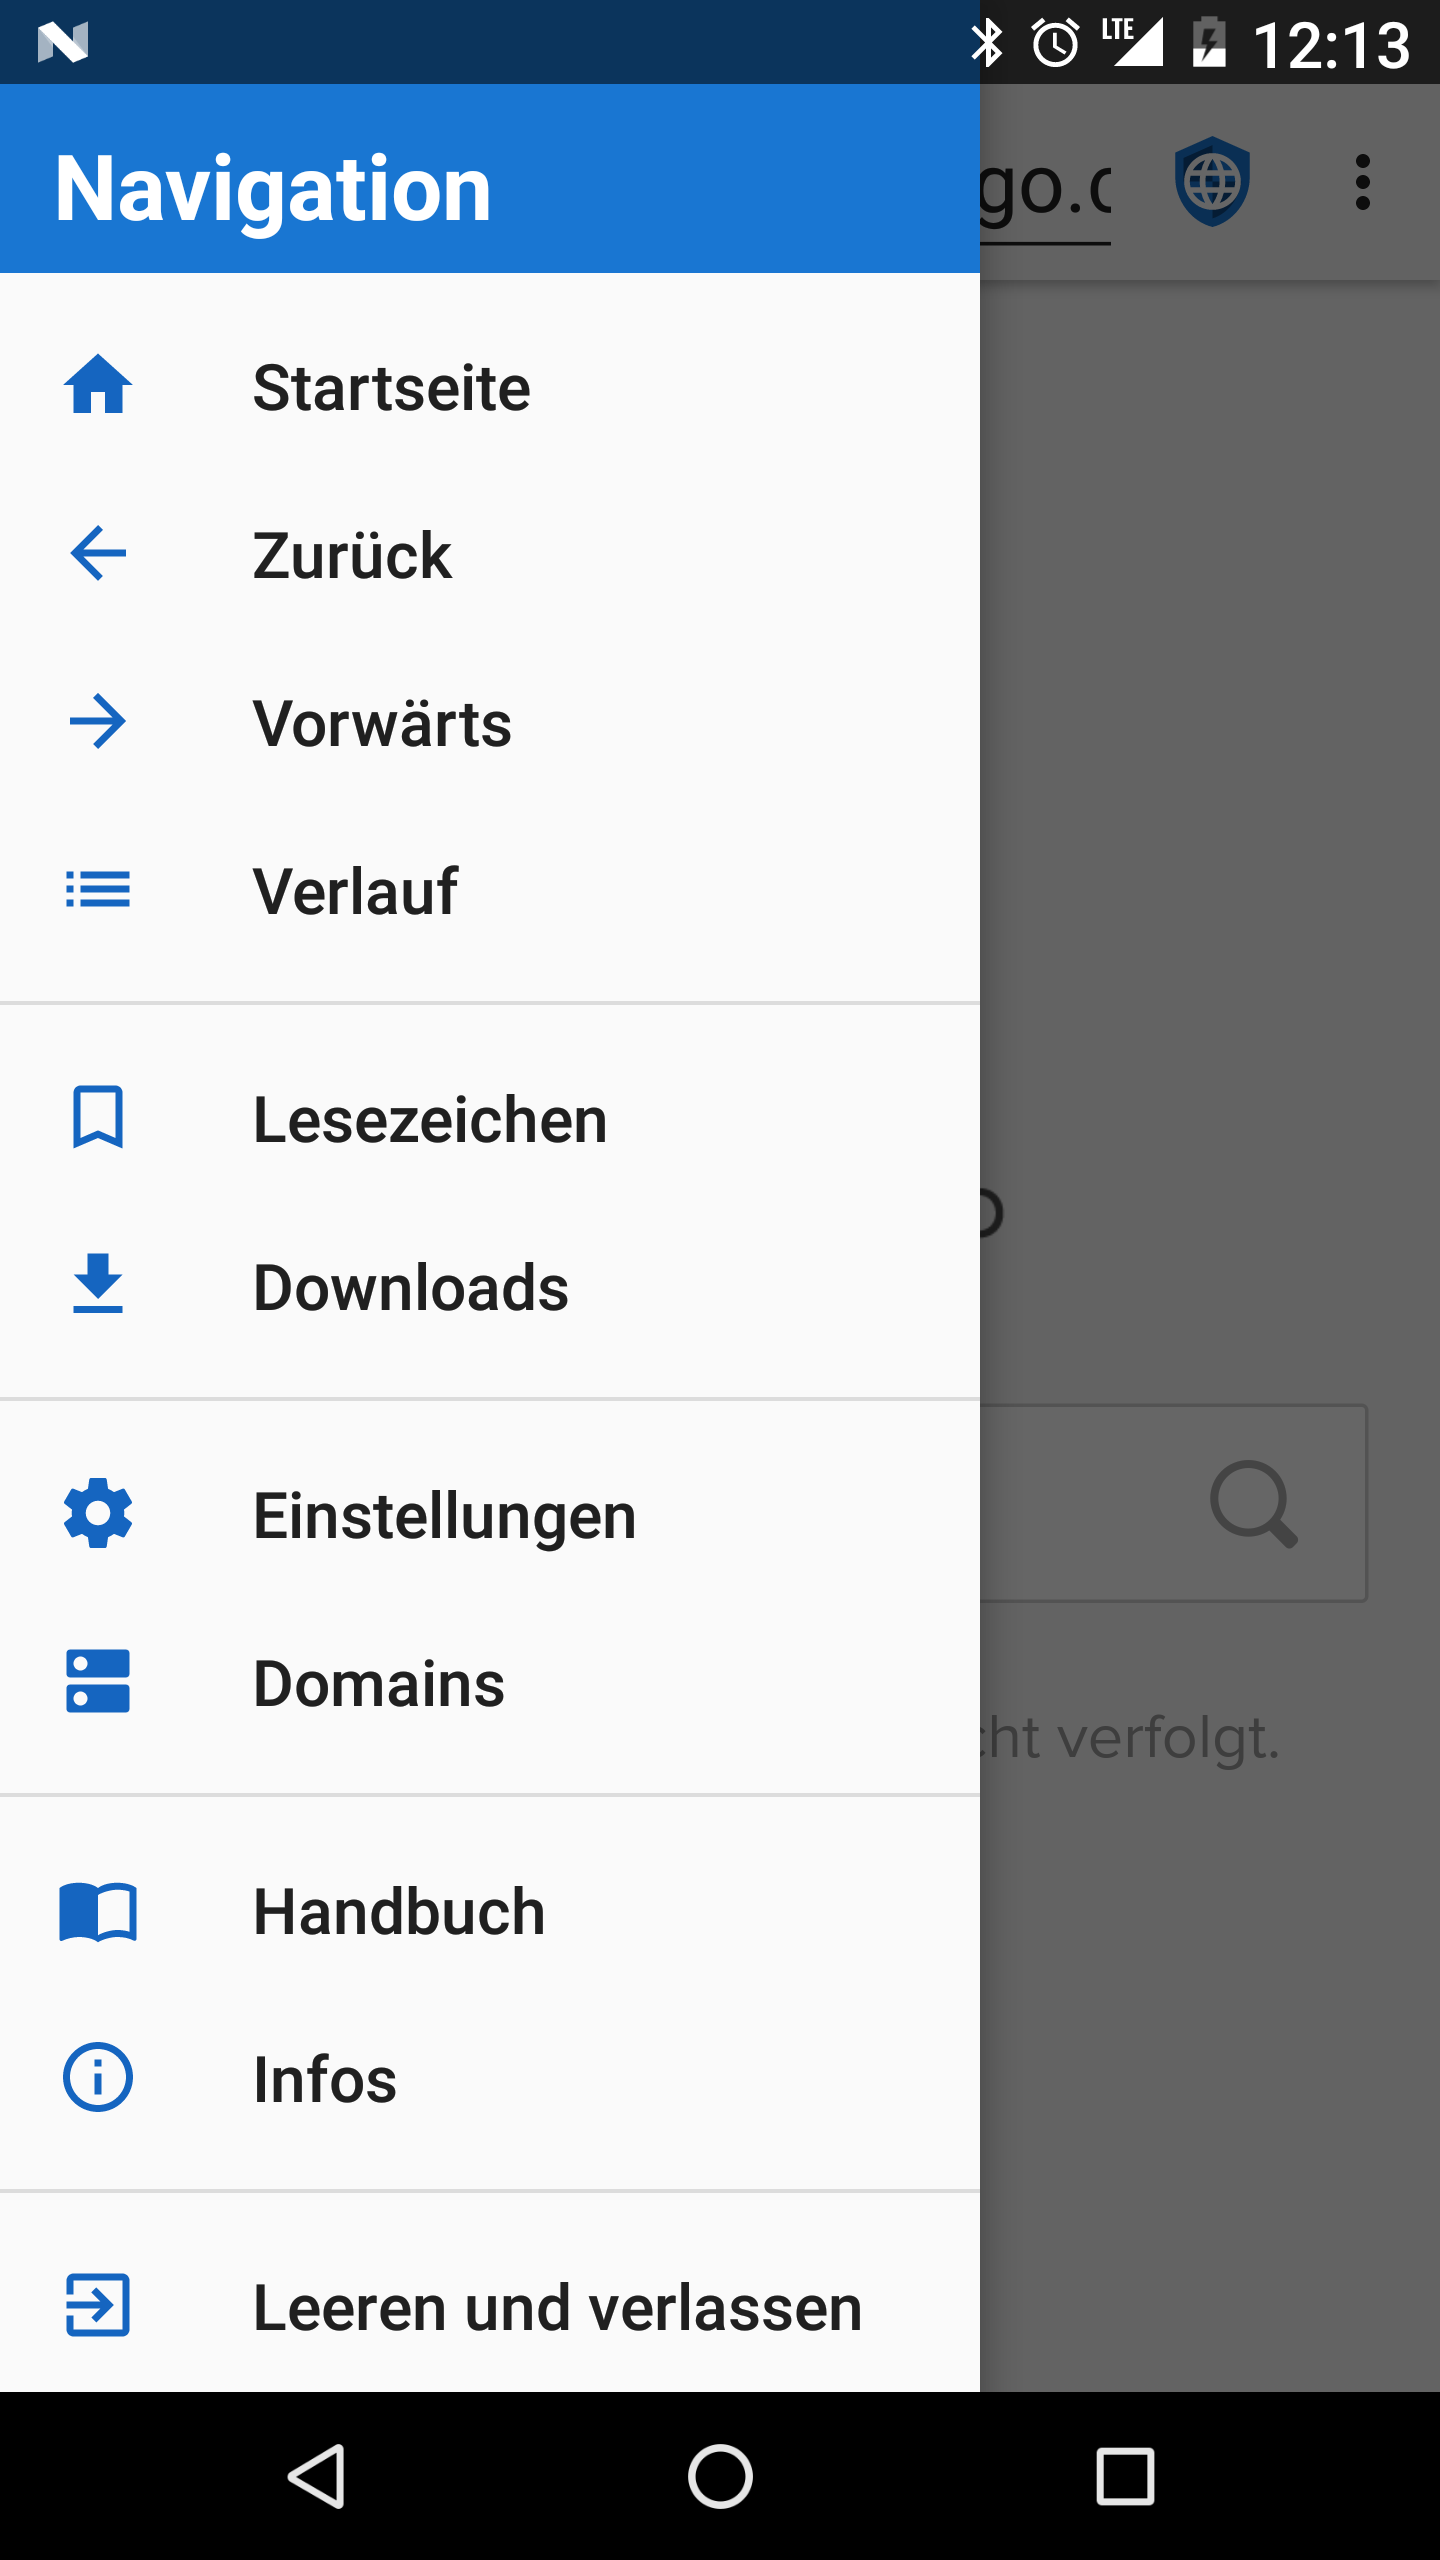 LTE 12:13
Navigation
go.c
Startseite
Zurück
Vorwärts
Verlauf
Lesezeichen
Downloads
Einstellungen
Domains
cht verfolgt.
Handbuch
Infos
Leeren und verlassen